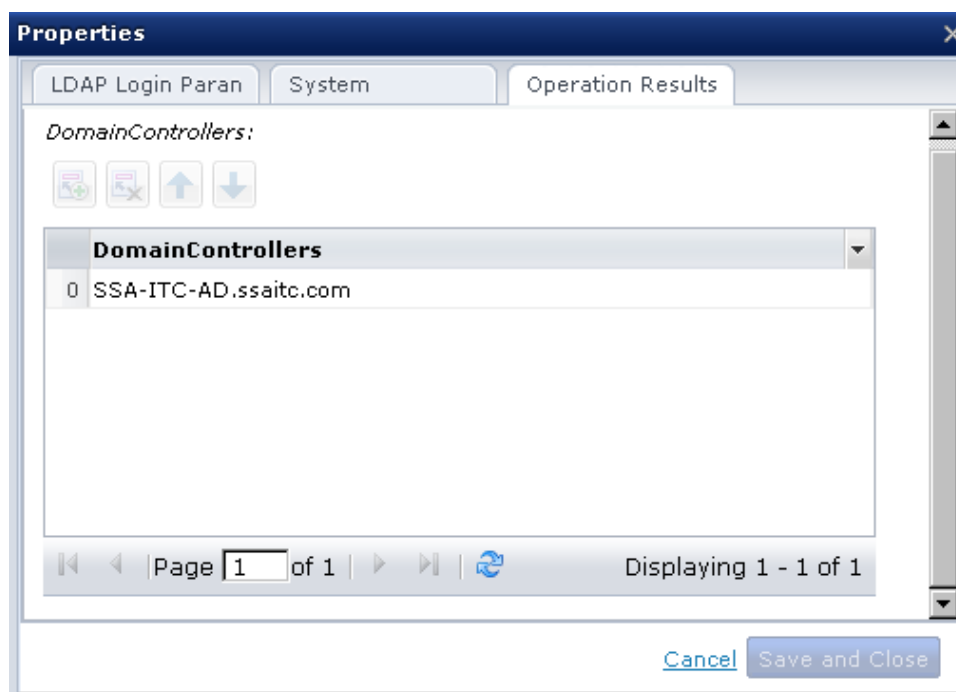 Properties
LDAP Login Paran
System
Operation Results
DomainControllers:
DomainControllers
0 SSA-ITC-AD.ssaitc.com
Page 1 of 1
Displaying 1 - 1 of 1
Cancel
Save and Close